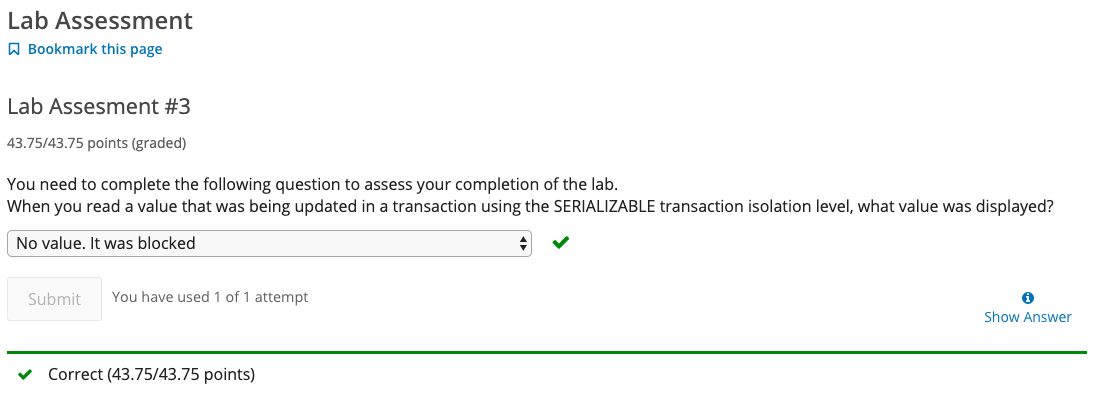 Lab Assessment
Bookmark this page
Lab Assesment #3
43.75/43.75 points (graded)
You need to complete the following question to assess your completion of the lab.
When you read a value that was being updated in a transaction using the SERIALIZABLE transaction isolation level, what value was displayed?
No value. It was blocked
Submit
You have used 1 of 1 attempt
Show Answer
Correct (43.75/43.75 points)